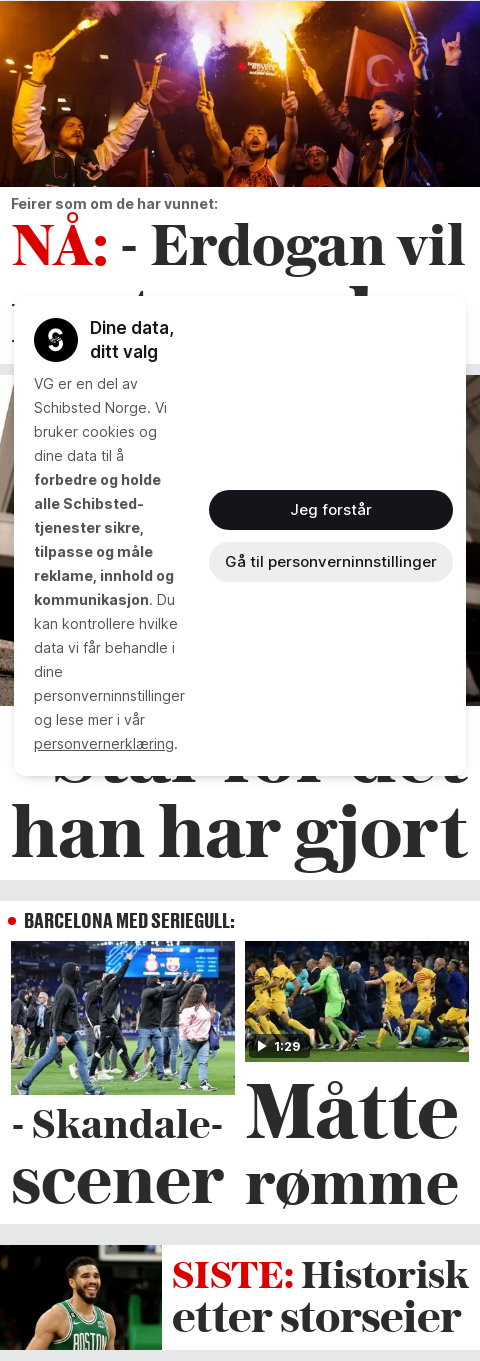 Feirer som om de har vunnet:
NÅ: - Erdogan vil
Dine data,
ditt valg
VG er en del av
Schibsted Norge. Vi
bruker cookies og
dine data til å
forbedre og holde
alle Schibsted-
tjenester sikre,
tilpasse og måle
reklame, innhold og
kommunikasjon. Du
kan kontrollere hvilke
data vi får behandle i
dine
personverninnstillinger
og lese mer i vår
personvernerklæring.
Jeg forstår
Gå til personverninnstillinger
han har gjort
BARCELONA MED SERIEGULL:
1:29
- Skandale-
scener
Måtte
rømme
BOSTON
SISTE: Historisk
etter storseier